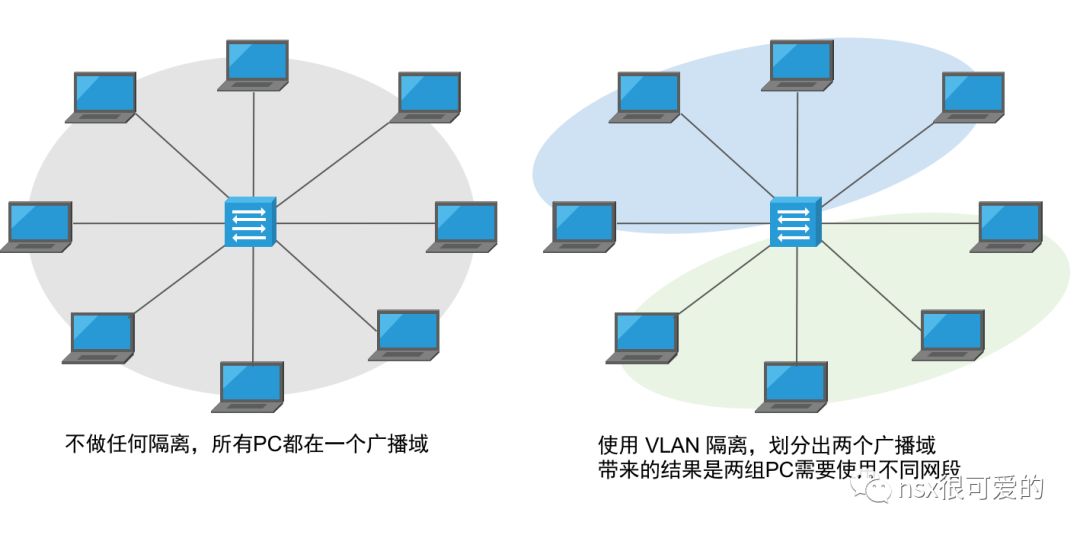 不做任何隔离，所有PC都在一个广播域
使用 VLAN 隔离，划分出两个广播域
带来的结果是两组PC需要使用不同网段
nsx很可爱的